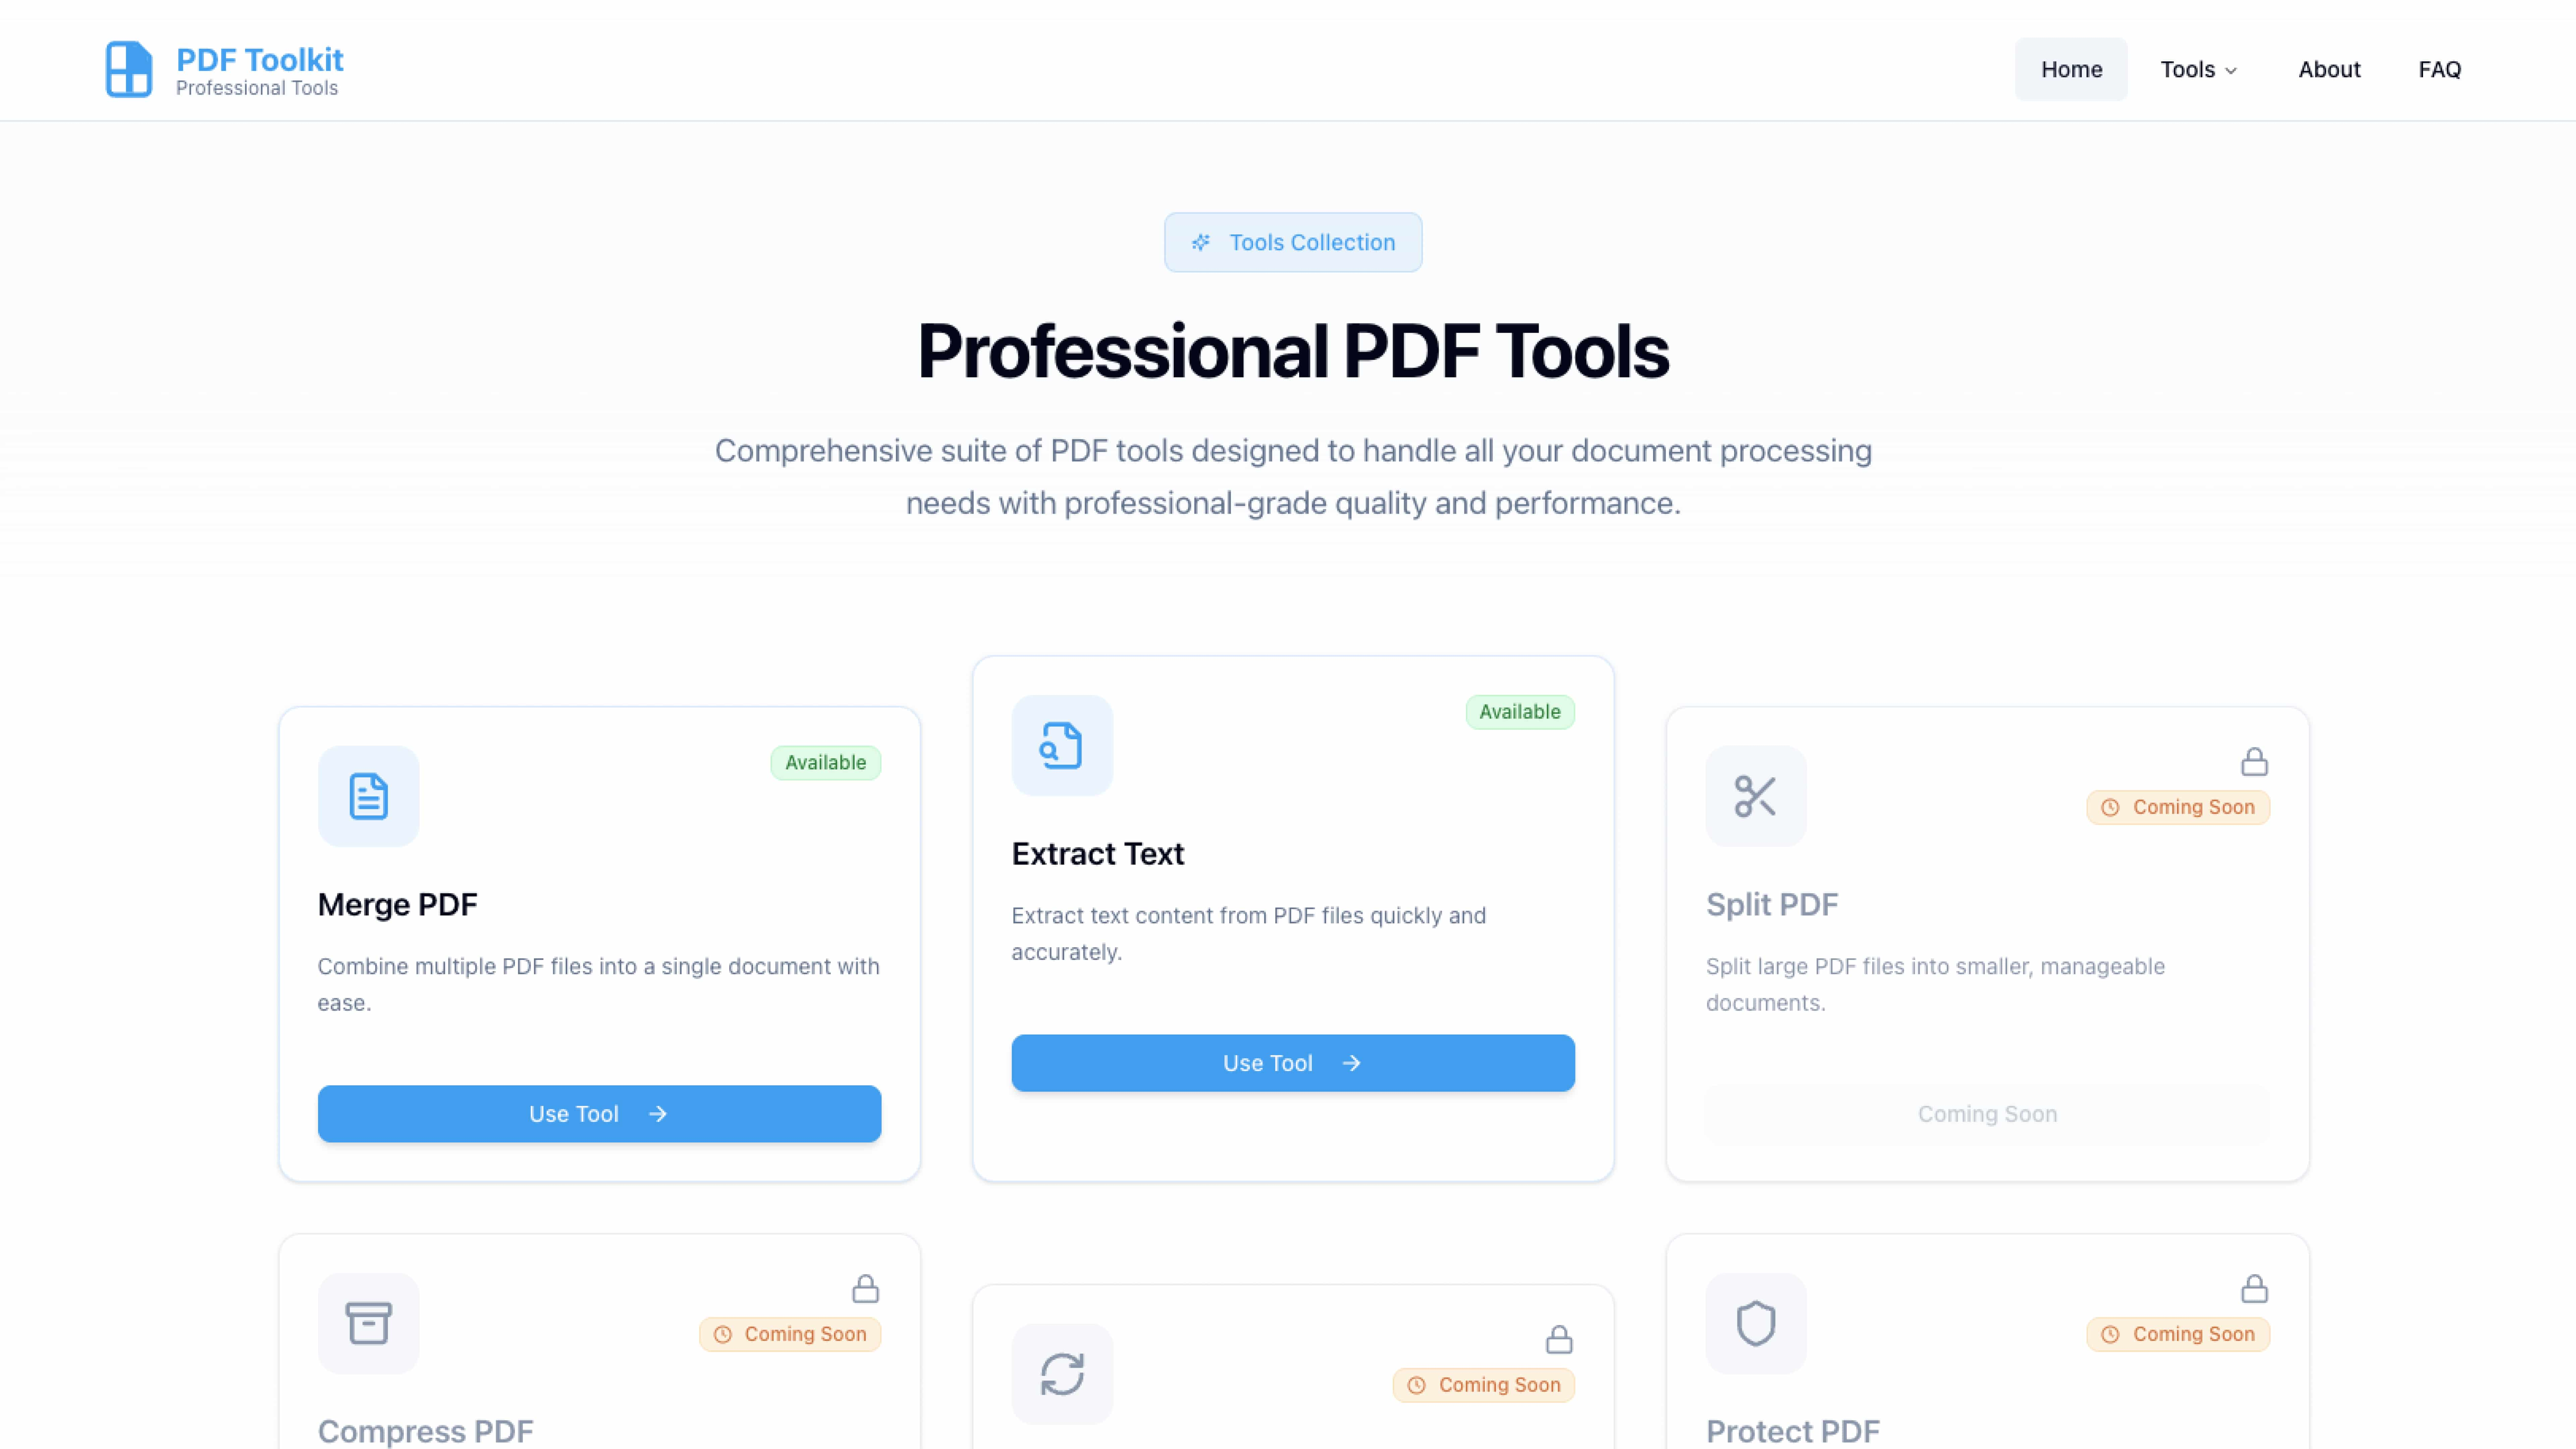 PDF Toolkit
Professional Tools
Home
Tools
About
FAQ
Tools Collection
Professional PDF Tools
Comprehensive suite of PDF tools designed to handle all your document processing
needs with professional-grade quality and performance.
Available
Merge PDF
Combine multiple PDF files into a single document with
ease.
Use Tool
Available
Extract Text
Extract text content from PDF files quickly and
accurately.
Use Tool
Coming Soon
Split PDF
Split large PDF files into smaller, manageable
documents.
Coming Soon
Coming Soon
Compress PDF
Coming Soon
Coming Soon
Protect PDF